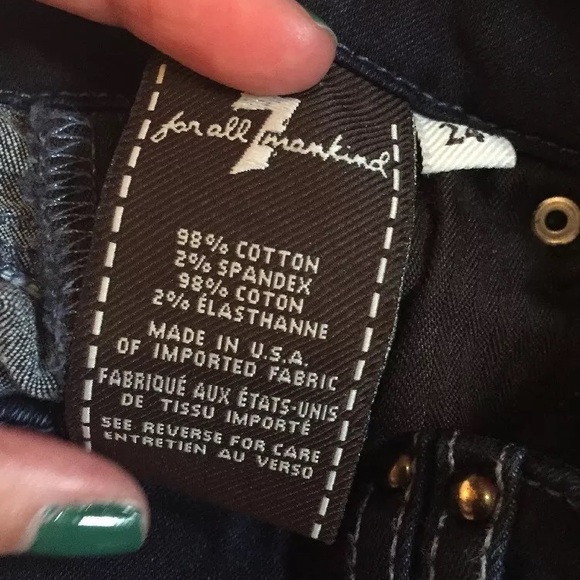 7
for all mankind
24
98% COTTON
2% SPANDEX
98% COTON
2% ÉLASTHANNE
MADE IN U.S.A
OF IMPORTED FABRIC
FABRIQUÉ AUX ÉTATS-UNIS
DE TISSU IMPORTÉ
SEE REVERSE FOR CARE
ENTRETIEN AU VERSO